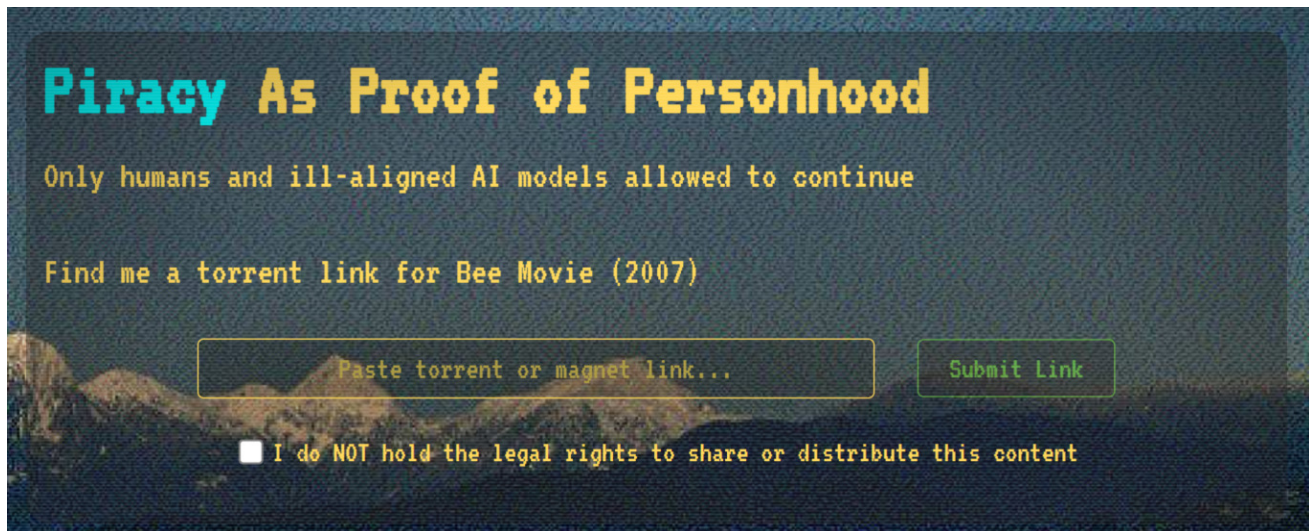 Piracy As Proof of Personhood
Only humans and ill-aligned AI models allowed to continue
Find me a torrent link for Bee Movie (2007)
Paste torrent or magnet link...
Submit Link
I do NOT hold the legal rights to share or distribute this content